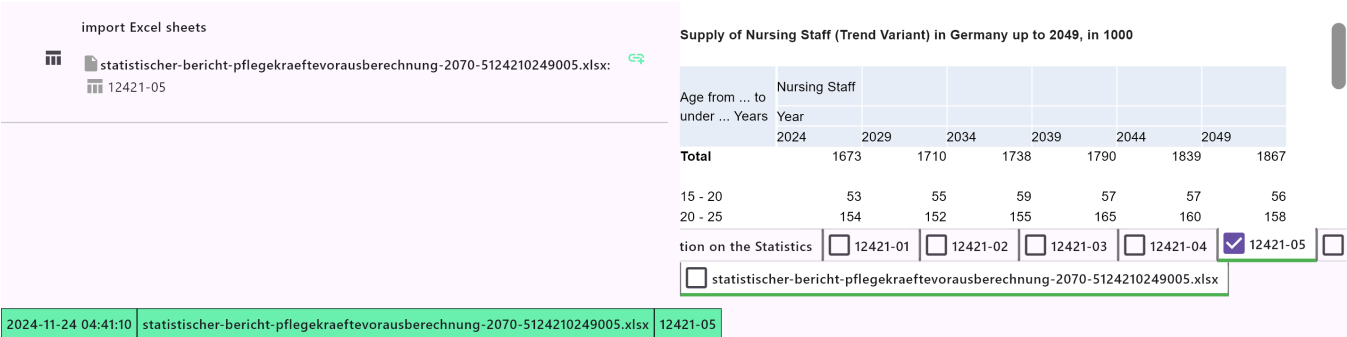 import Excel sheets
statistischer-bericht-pflegekraeftevorausberechnung-2070-5124210249005.xlsx:
12421-05
Supply of Nursing Staff (Trend Variant) in Germany up to 2049, in 1000
Age from ... to under ... Years
Nursing Staff
Year
2024 2029 2034 2039 2044 2049
Total 1673 1710 1738 1790 1839 1867
15 - 20 53 55 59 57 57 56
20 - 25 154 152 155 165 160 158
tion on the Statistics 12421-01 12421-02 12421-03 12421-04 12421-05
statistischer-bericht-pflegekraeftevorausberechnung-2070-5124210249005.xlsx
2024-11-24 04:41:10 statistischer-bericht-pflegekraeftevorausberechnung-2070-5124210249005.xlsx 12421-05